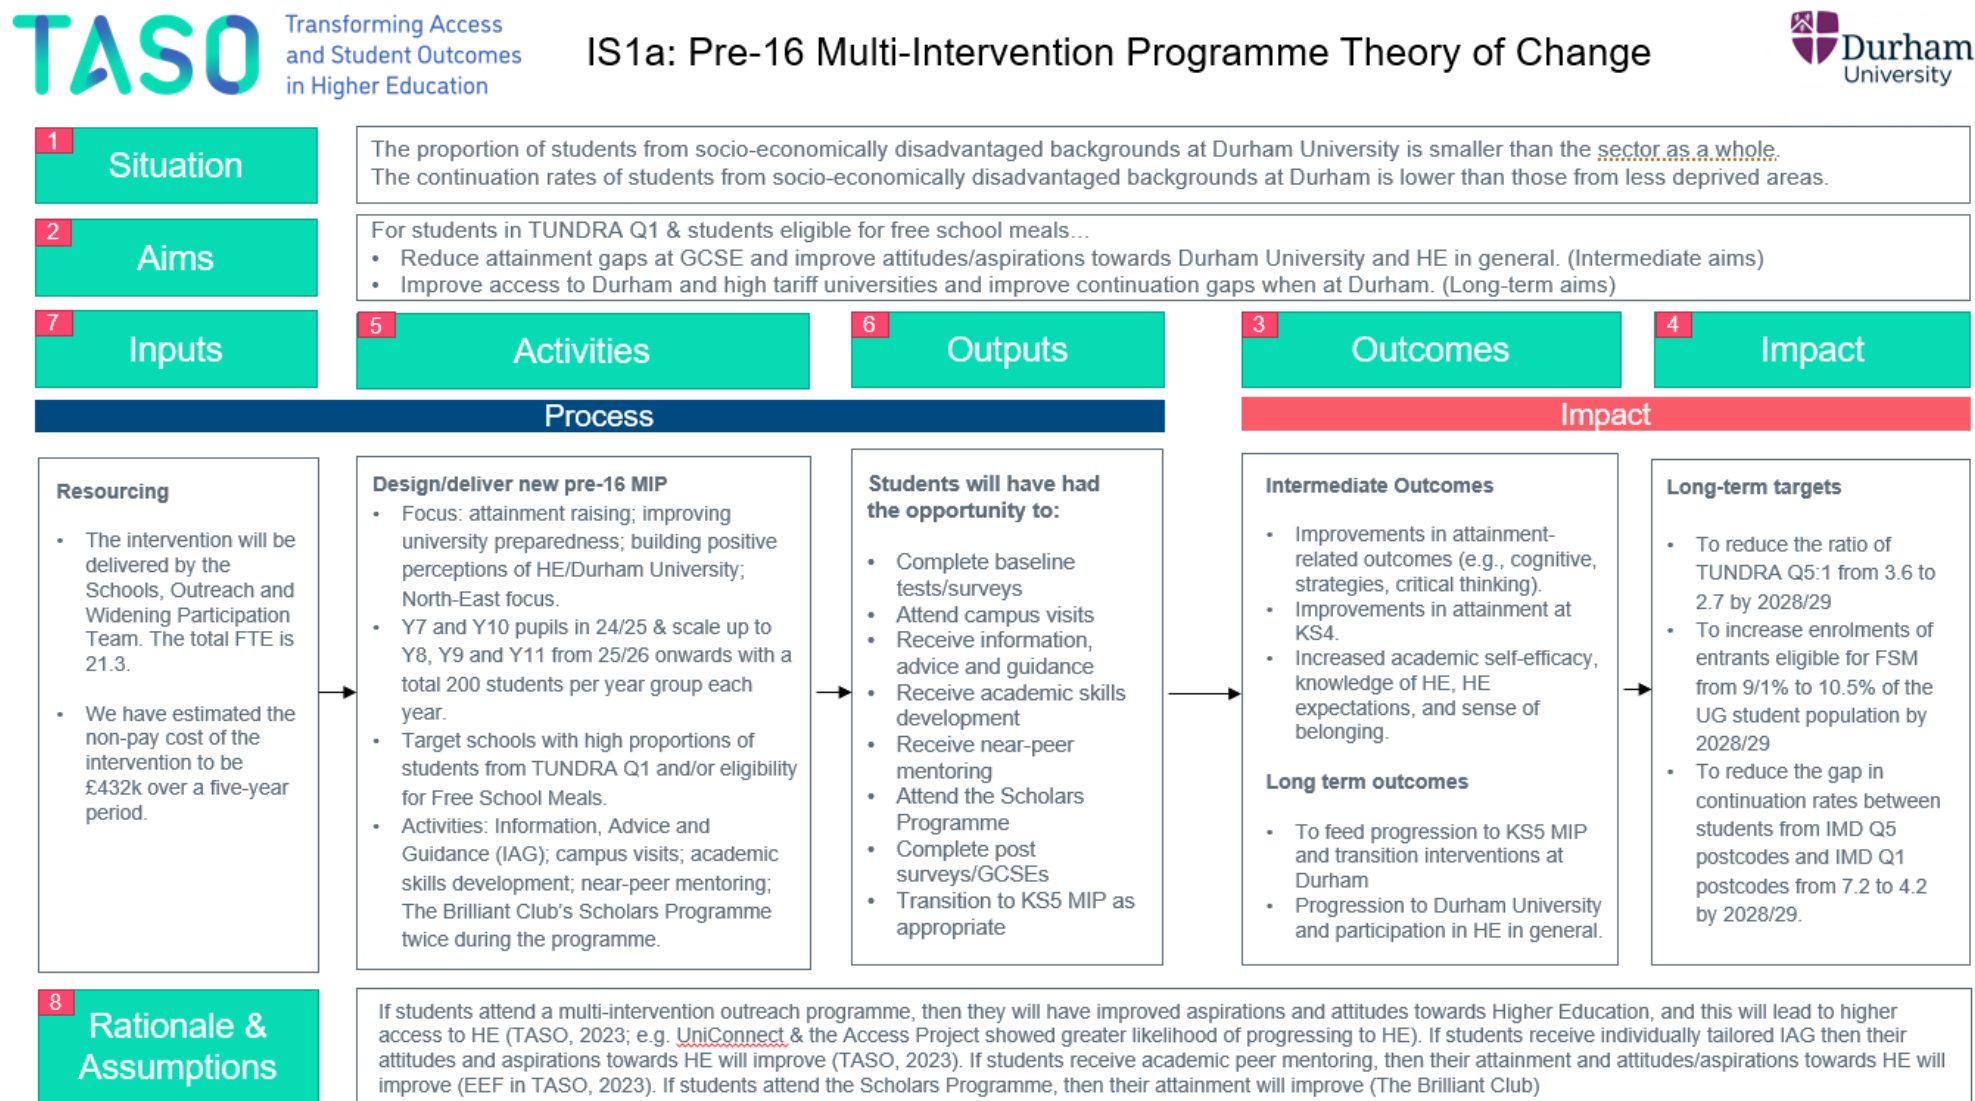 TASO
Transforming Access
and Student Outcomes
in Higher Education
IS1a: Pre-16 Multi-Intervention Programme Theory of Change
Durham
University
1
Situation
The proportion of students from socio-economically disadvantaged backgrounds at Durham University is smaller than the sector as a whole.
The continuation rates of students from socio-economically disadvantaged backgrounds at Durham is lower than those from less deprived areas.
2
Aims
For students in TUNDRA Q1 & students eligible for free school meals…
• Reduce attainment gaps at GCSE and improve attitudes/aspirations towards Durham University and HE in general. (Intermediate aims)
• Improve access to Durham and high tariff universities and improve continuation gaps when at Durham. (Long-term aims)
7
Inputs
5
Activities
6
Outputs
3
Outcomes
4
Impact
Process
Impact
Resourcing
• The intervention will be
delivered by the
Schools, Outreach and
Widening Participation
Team. The total FTE is
21.3.
• We have estimated the
non-pay cost of the
intervention to be
£432k over a five-year
period.
Design/deliver new pre-16 MIP
• Focus: attainment raising; improving
university preparedness; building positive
perceptions of HE/Durham University;
North-East focus.
• Y7 and Y10 pupils in 24/25 & scale up to
Y8, Y9 and Y11 from 25/26 onwards with a
total 200 students per year group each
year.
• Target schools with high proportions of
students from TUNDRA Q1 and/or eligibility
for Free School Meals.
• Activities: Information, Advice and
Guidance (IAG); campus visits; academic
skills development; near-peer mentoring;
The Brilliant Club's Scholars Programme
twice during the programme.
Students will have had
the opportunity to:
• Complete baseline
tests/surveys
• Attend campus visits
• Receive information,
advice and guidance
• Receive academic skills
development
• Receive near-peer
mentoring
• Attend the Scholars
Programme
• Complete post
surveys/GCSEs
• Transition to KS5 MIP as
appropriate
Intermediate Outcomes
• Improvements in attainment-
related outcomes (e.g., cognitive,
strategies, critical thinking).
• Improvements in attainment at
KS4.
• Increased academic self-efficacy,
knowledge of HE, HE
expectations, and sense of
belonging.
Long term outcomes
• To feed progression to KS5 MIP
and transition interventions at
Durham
• Progression to Durham University
and participation in HE in general.
Long-term targets
• To reduce the ratio of
TUNDRA Q5:1 from 3.6 to
2.7 by 2028/29
• To increase enrolments of
entrants eligible for FSM
from 9/1% to 10.5% of the
UG student population by
2028/29
• To reduce the gap in
continuation rates between
students from IMD Q5
postcodes and IMD Q1
postcodes from 7.2 to 4.2
by 2028/29.
8
Rationale &
Assumptions
If students attend a multi-intervention outreach programme, then they will have improved aspirations and attitudes towards Higher Education, and this will lead to higher
access to HE (TASO, 2023; e.g. UniConnect & the Access Project showed greater likelihood of progressing to HE). If students receive individually tailored IAG then their
attitudes and aspirations towards HE will improve (TASO, 2023). If students receive academic peer mentoring, then their attainment and attitudes/aspirations towards HE will
improve (EEF in TASO, 2023). If students attend the Scholars Programme, then their attainment will improve (The Brilliant Club)